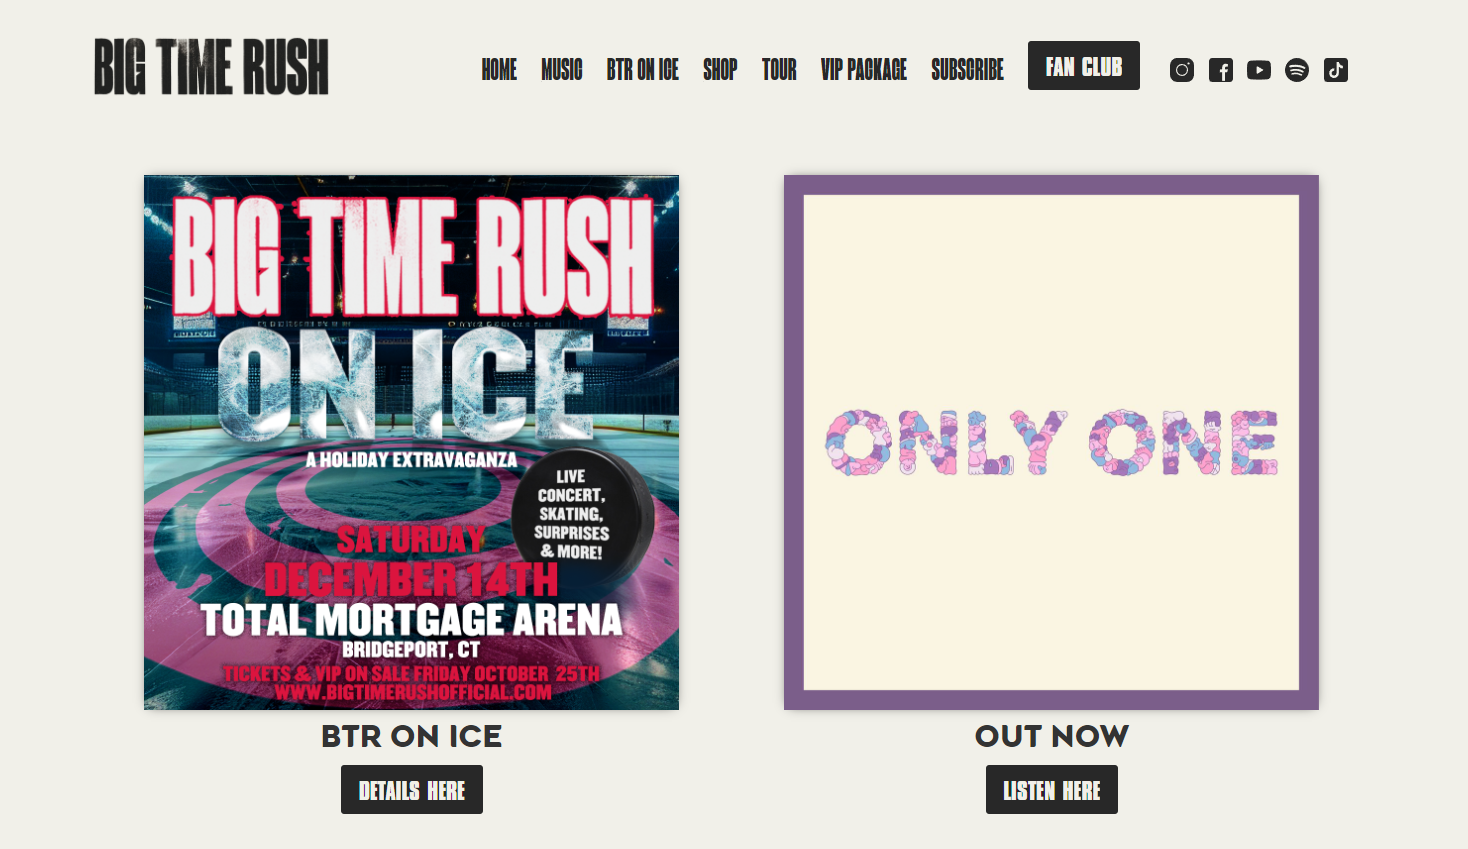 BIG TIME RUSH
HOME MUSIC BTR ON ICE SHOP TOUR VIP PACKAGE SUBSCRIBE FAN CLUB
BIG TIME RUSH
ON ICE
A HOLIDAY EXTRAVAGANZA
LIVE
CONCERT,
SKATING,
SURPRISES
& MORE!
SATURDAY
DECEMBER 14TH
TOTAL MORTGAGE ARENA
BRIDGEPORT, CT
TICKETS & VIP ON SALE FRIDAY OCTOBER 25TH
WWW.BIGTIMERUSHOFFICIAL.COM
BTR ON ICE
DETAILS HERE
ONLY ONE
OUT NOW
LISTEN HERE